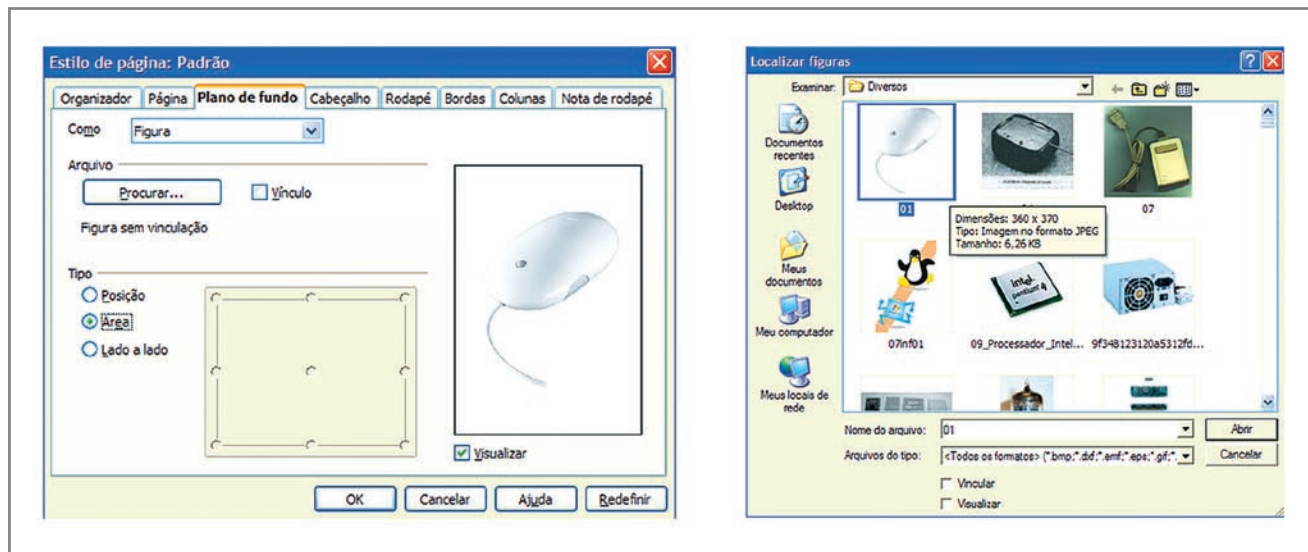 Estilo de página: Padrão
Organizador Página Plano de fundo Cabeçalho Rodapé Bordas Colunas Nota de rodapé
Como Figura
Arquivo
Procurar... Vínculo
Figura sem vinculação
Tipo
Posição
Área
Lado a lado
Visualizar
OK Cancelar Ajuda Redefinir
Localizar figuras
Examinar: Diversos
Documentos recentes
Desktop
Meus documentos
Meu computador
Meus locais de rede
01 07
Dimensões: 360 x 370
Tipo: Imagem no formato JPEG
Tamanho: 6,26 KB
intel
pentium 4
07inf01 09_Processador_Intel... 9f348123120a5312fd...
Nome do arquivo: 01 Abrir
Arquivos do tipo: <Todos os formatos> (*.bmp;*.dxf;*.emf;*.eps;*.gif;*. Cancelar
Vincular
Visualizar